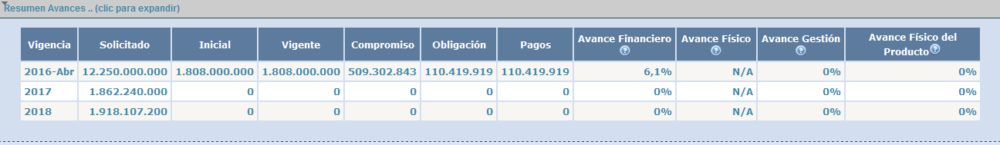 Resumen Avances .. (clic para expandir)
Vigencia Solicitado Inicial Vigente Compromiso Obligación Pagos Avance Financiero Avance Físico Avance Gestión Avance Físico del Producto
2016-Abr 12.250.000.000 1.808.000.000 1.808.000.000 509.302.843 110.419.919 110.419.919 6,1% N/A 0% 0%
2017 1.862.240.000 0 0 0 0 0 0% N/A 0% 0%
2018 1.918.107.200 0 0 0 0 0 0% N/A 0% 0%